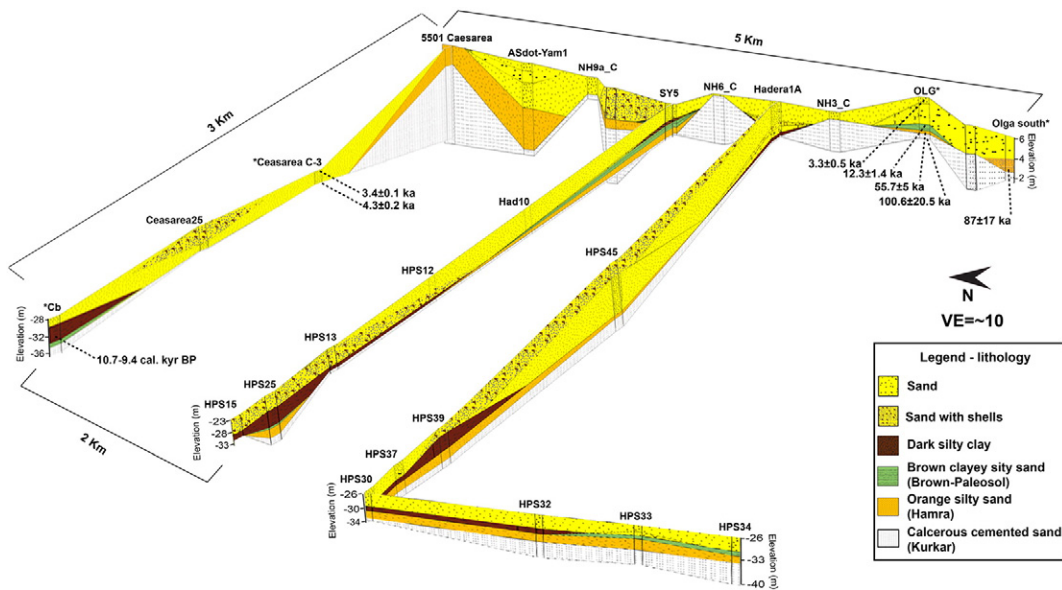 5 Km
5501 Caesarea
ASdot-Yam1
NH9a_C
SY5
NH6_C
Hadera1A
NH3_C
OLG*
Olga south*
6
4
2
Elevation (m)
3 Km
*Ceasarea C-3
3.4±0.1 ka
4.3±0.2 ka
3.3±0.5 ka
12.3±1.4 ka
55.7±5 ka
100.6±20.5 ka
87±17 ka
Ceasarea25
Had10
HPS12
HPS45
*Cb
-28
-32
-36
Elevation (m)
10.7-9.4 cal. kyr BP
HPS13
HPS25
HPS15
-23
-28
-33
Elevation (m)
2 Km
HPS39
HPS37
HPS30
-26
-30
-34
Elevation (m)
HPS32
HPS33
HPS34
-26
-33
-40
Elevation (m)
N
VE=~10
Legend - lithology
Sand
Sand with shells
Dark silty clay
Brown clayey sity sand
(Brown-Paleosol)
Orange silty sand
(Hamra)
Calcerous cemented sand
(Kurkar)